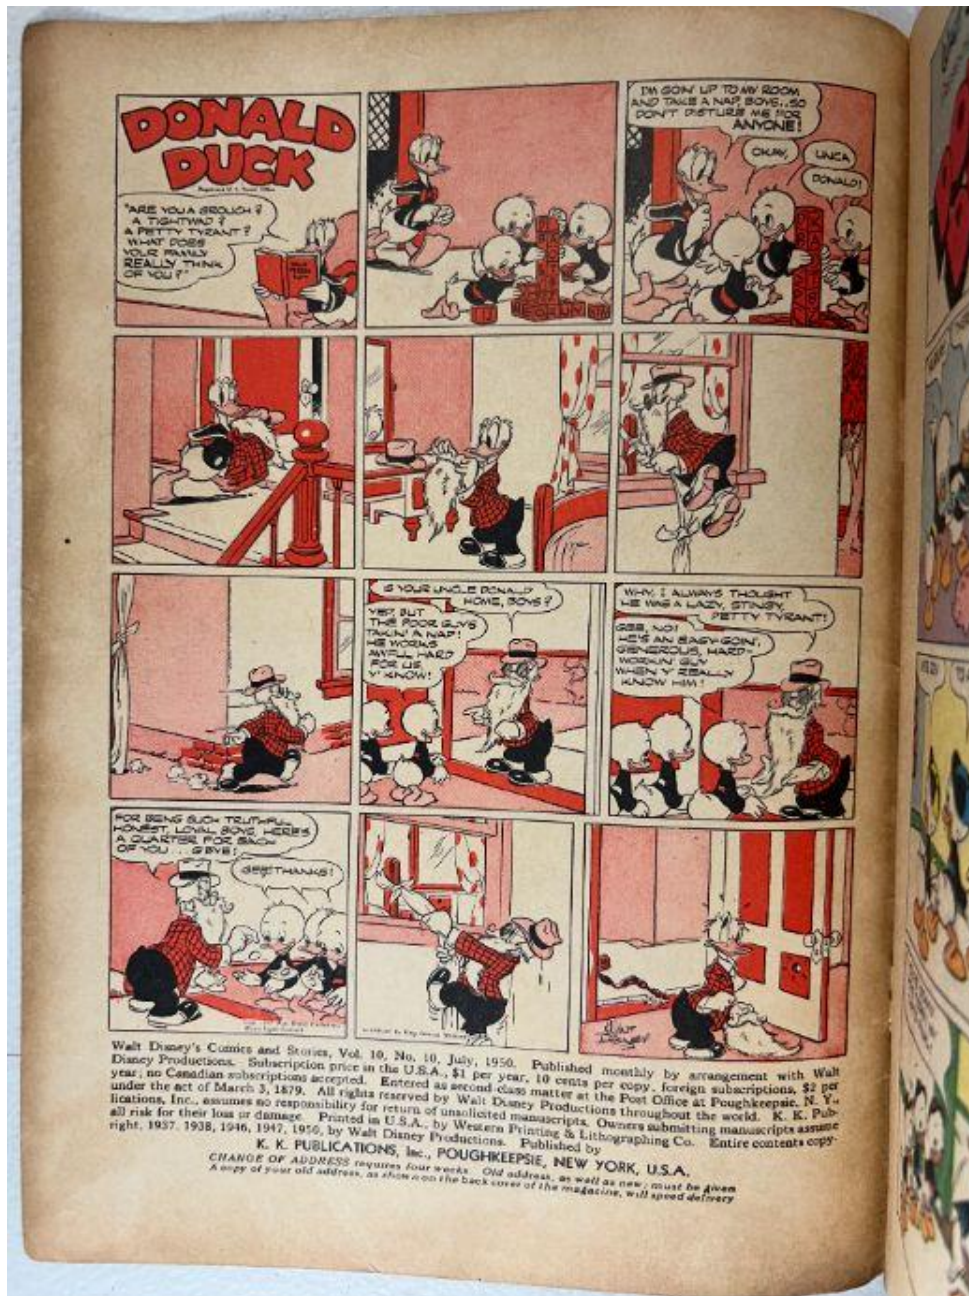 DONALD
DUCK
"ARE YOU A GROUCH?
A TIGHTWAD?
A PETTY TYRANT?
WHAT DOES
YOUR FAMILY
REALLY THINK
OF YOU?"
I'M GOIN' UP TO MY ROOM
AND TAKE A NAP, BOYS...SO
DON'T DISTURB ME FOR
ANYONE!
OKAY,
UNCA
DONALD!
IS YOUR UNCLE DONALD
HOME, BOYS?
YEP, BUT
THE POOR GUY'S
TAKIN' A NAP!
HE WORKS
AWFUL HARD
FOR US,
Y' KNOW!
WHY, I ALWAYS THOUGHT
HE WAS A LAZY, STINGY,
PETTY TYRANT!
GEE, NO!
HE'S AN EASY-GOIN',
GENEROUS, HARD-
WORKIN' GUY
WHEN Y' REALLY
KNOW HIM!
FOR BEING SUCH TRUTHFUL,
HONEST, LOYAL BOYS, HERE'S
A QUARTER FOR EACH
OF YOU...G'BYE!
GEE! THANKS!
WALT
DISNEY
Walt Disney's Comics and Stories, Vol. 10, No. 10, July, 1950. Published monthly by arrangement with Walt
Disney Productions. Subscription price in the U.S.A., $1 per year, 10 cents per copy, foreign subscriptions, $2 per
year; no Canadian subscriptions accepted. Entered as second-class matter at the Post Office at Poughkeepsie, N. Y.,
under the act of March 3, 1879. All rights reserved by Walt Disney Productions throughout the world. K. K. Pub-
lications, Inc., assumes no responsibility for return of unsolicited manuscripts. Owners submitting manuscripts assume
all risk for their loss or damage. Printed in U.S.A., by Western Printing & Lithographing Co. Entire contents copy-
right, 1937, 1938, 1946, 1947, 1950, by Walt Disney Productions. Published by
K. K. PUBLICATIONS, Inc., POUGHKEEPSIE, NEW YORK, U.S.A.
CHANGE OF ADDRESS requires four weeks. Old address, as well as new; must be given
A copy of your old address, as shown on the back cover of the magazine, will speed delivery